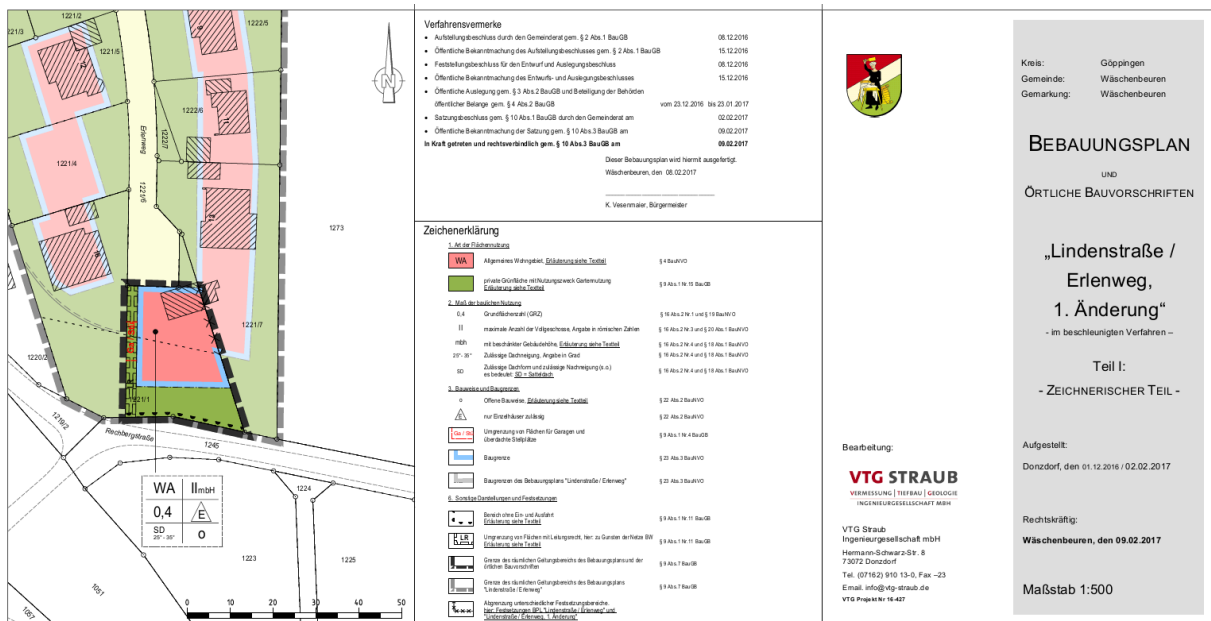 1221/2
1222/5
1221/3
1221/5
9
12
1222/6
11
Erlenweg
1222/7
1221/4
1221/6
1273
16
1221/7
1220/2
1221/1
1219/2
Rechbergstraße
1245
WA
IImbH
0,4
E
SD
25° - 35°
o
1224
1223
1225
1051
1057
0 10 20 30 40 50
N
Verfahrensvermerke
• Aufstellungsbeschluss durch den Gemeinderat gem. § 2 Abs.1 BauGB 08.12.2016
• Öffentliche Bekanntmachung des Aufstellungsbeschlusses gem. § 2 Abs.1 BauGB 15.12.2016
• Feststellungsbeschluss für den Entwurf und Auslegungsbeschluss 08.12.2016
• Öffentliche Bekanntmachung des Entwurfs- und Auslegungsbeschlusses 15.12.2016
• Öffentliche Auslegung gem. § 3 Abs.2 BauGB und Beteiligung der Behörden
öffentlicher Belange gem. § 4 Abs.2 BauGB vom 23.12.2016 bis 23.01.2017
• Satzungsbeschluss gem. § 10 Abs.1 BauGB durch den Gemeinderat am 02.02.2017
• Öffentliche Bekanntmachung der Satzung gem. § 10 Abs.3 BauGB am 09.02.2017
In Kraft getreten und rechtsverbindlich gem. § 10 Abs.3 BauGB am 09.02.2017
Dieser Bebauungsplan wird hiermit ausgefertigt.
Wäschenbeuren, den 08.02.2017
K. Vesenmaier, Bürgermeister
Zeichenerklärung
1. Art der Flächennutzung
WA Allgemeines Wohngebiet, Erläuterung siehe Textteil § 4 BauNVO
private Grünfläche mit Nutzungszweck Gartennutzung
Erläuterung siehe Textteil § 9 Abs.1 Nr.15 BauGB
2. Maß der baulichen Nutzung
0,4 Grundflächenzahl (GRZ) § 16 Abs.2 Nr.1 und § 19 BauNVO
II maximale Anzahl der Vollgeschosse, Angabe in römischen Zahlen § 16 Abs.2 Nr.3 und § 20 Abs.1 BauNVO
mbh mit beschränkter Gebäudehöhe, Erläuterung siehe Textteil § 16 Abs.2 Nr.4 und § 18 Abs.1 BauNVO
25°- 35° Zulässige Dachneigung, Angabe in Grad § 16 Abs.2 Nr.4 und § 18 Abs.1 BauNVO
SD Zulässige Dachform und zulässige Nachneigung (s.o.)
es bedeutet: SD = Satteldach § 16 Abs.2 Nr.4 und § 18 Abs.1 BauNVO
3. Bauweise und Baugrenzen
o Offene Bauweise, Erläuterung siehe Textteil § 22 Abs.2 BauNVO
E nur Einzelhäuser zulässig § 22 Abs.2 BauNVO
Ga / St Umgrenzung von Flächen für Garagen und
überdachte Stellplätze § 9 Abs.1 Nr.4 BauGB
Baugrenze § 23 Abs.3 BauNVO
Baugrenzen des Bebauungsplans "Lindenstraße / Erlenweg" § 23 Abs.3 BauNVO
6. Sonstige Darstellungen und Festsetzungen
Bereich ohne Ein- und Ausfahrt
Erläuterung siehe Textteil § 9 Abs.1 Nr.11 BauGB
LR Umgrenzung von Flächen mit Leitungsrecht, hier: zu Gunsten der Netze BW
Erläuterung siehe Textteil § 9 Abs.1 Nr.11 BauGB
Grenze des räumlichen Geltungsbereichs des Bebauungsplans und der
örtlichen Bauvorschriften § 9 Abs.7 BauGB
Grenze des räumlichen Geltungsbereichs des Bebauungsplans
"Lindenstraße / Erlenweg" § 9 Abs.7 BauGB
Abgrenzung unterschiedlicher Festsetzungsbereiche,
hier: Festsetzungen BPL "Lindenstraße / Erlenweg" und
"Lindenstraße / Erlenweg, 1. Änderung"
Bearbeitung:
VTG STRAUB
VERMESSUNG | TIEFBAU | GEOLOGIE
INGENIEURGESELLSCHAFT MBH
VTG Straub
Ingenieurgesellschaft mbH
Hermann-Schwarz-Str. 8
73072 Donzdorf
Tel. (07162) 910 13-0, Fax –23
Email. info@vtg-straub.de
VTG Projekt Nr 16-427
Kreis: Göppingen
Gemeinde: Wäschenbeuren
Gemarkung: Wäschenbeuren
BEBAUUNGSPLAN
UND
ÖRTLICHE BAUVORSCHRIFTEN
„Lindenstraße /
Erlenweg,
1. Änderung“
- im beschleunigten Verfahren –
Teil I:
- ZEICHNERISCHER TEIL -
Aufgestellt:
Donzdorf, den 01.12.2016 / 02.02.2017
Rechtskräftig:
Wäschenbeuren, den 09.02.2017
Maßstab 1:500